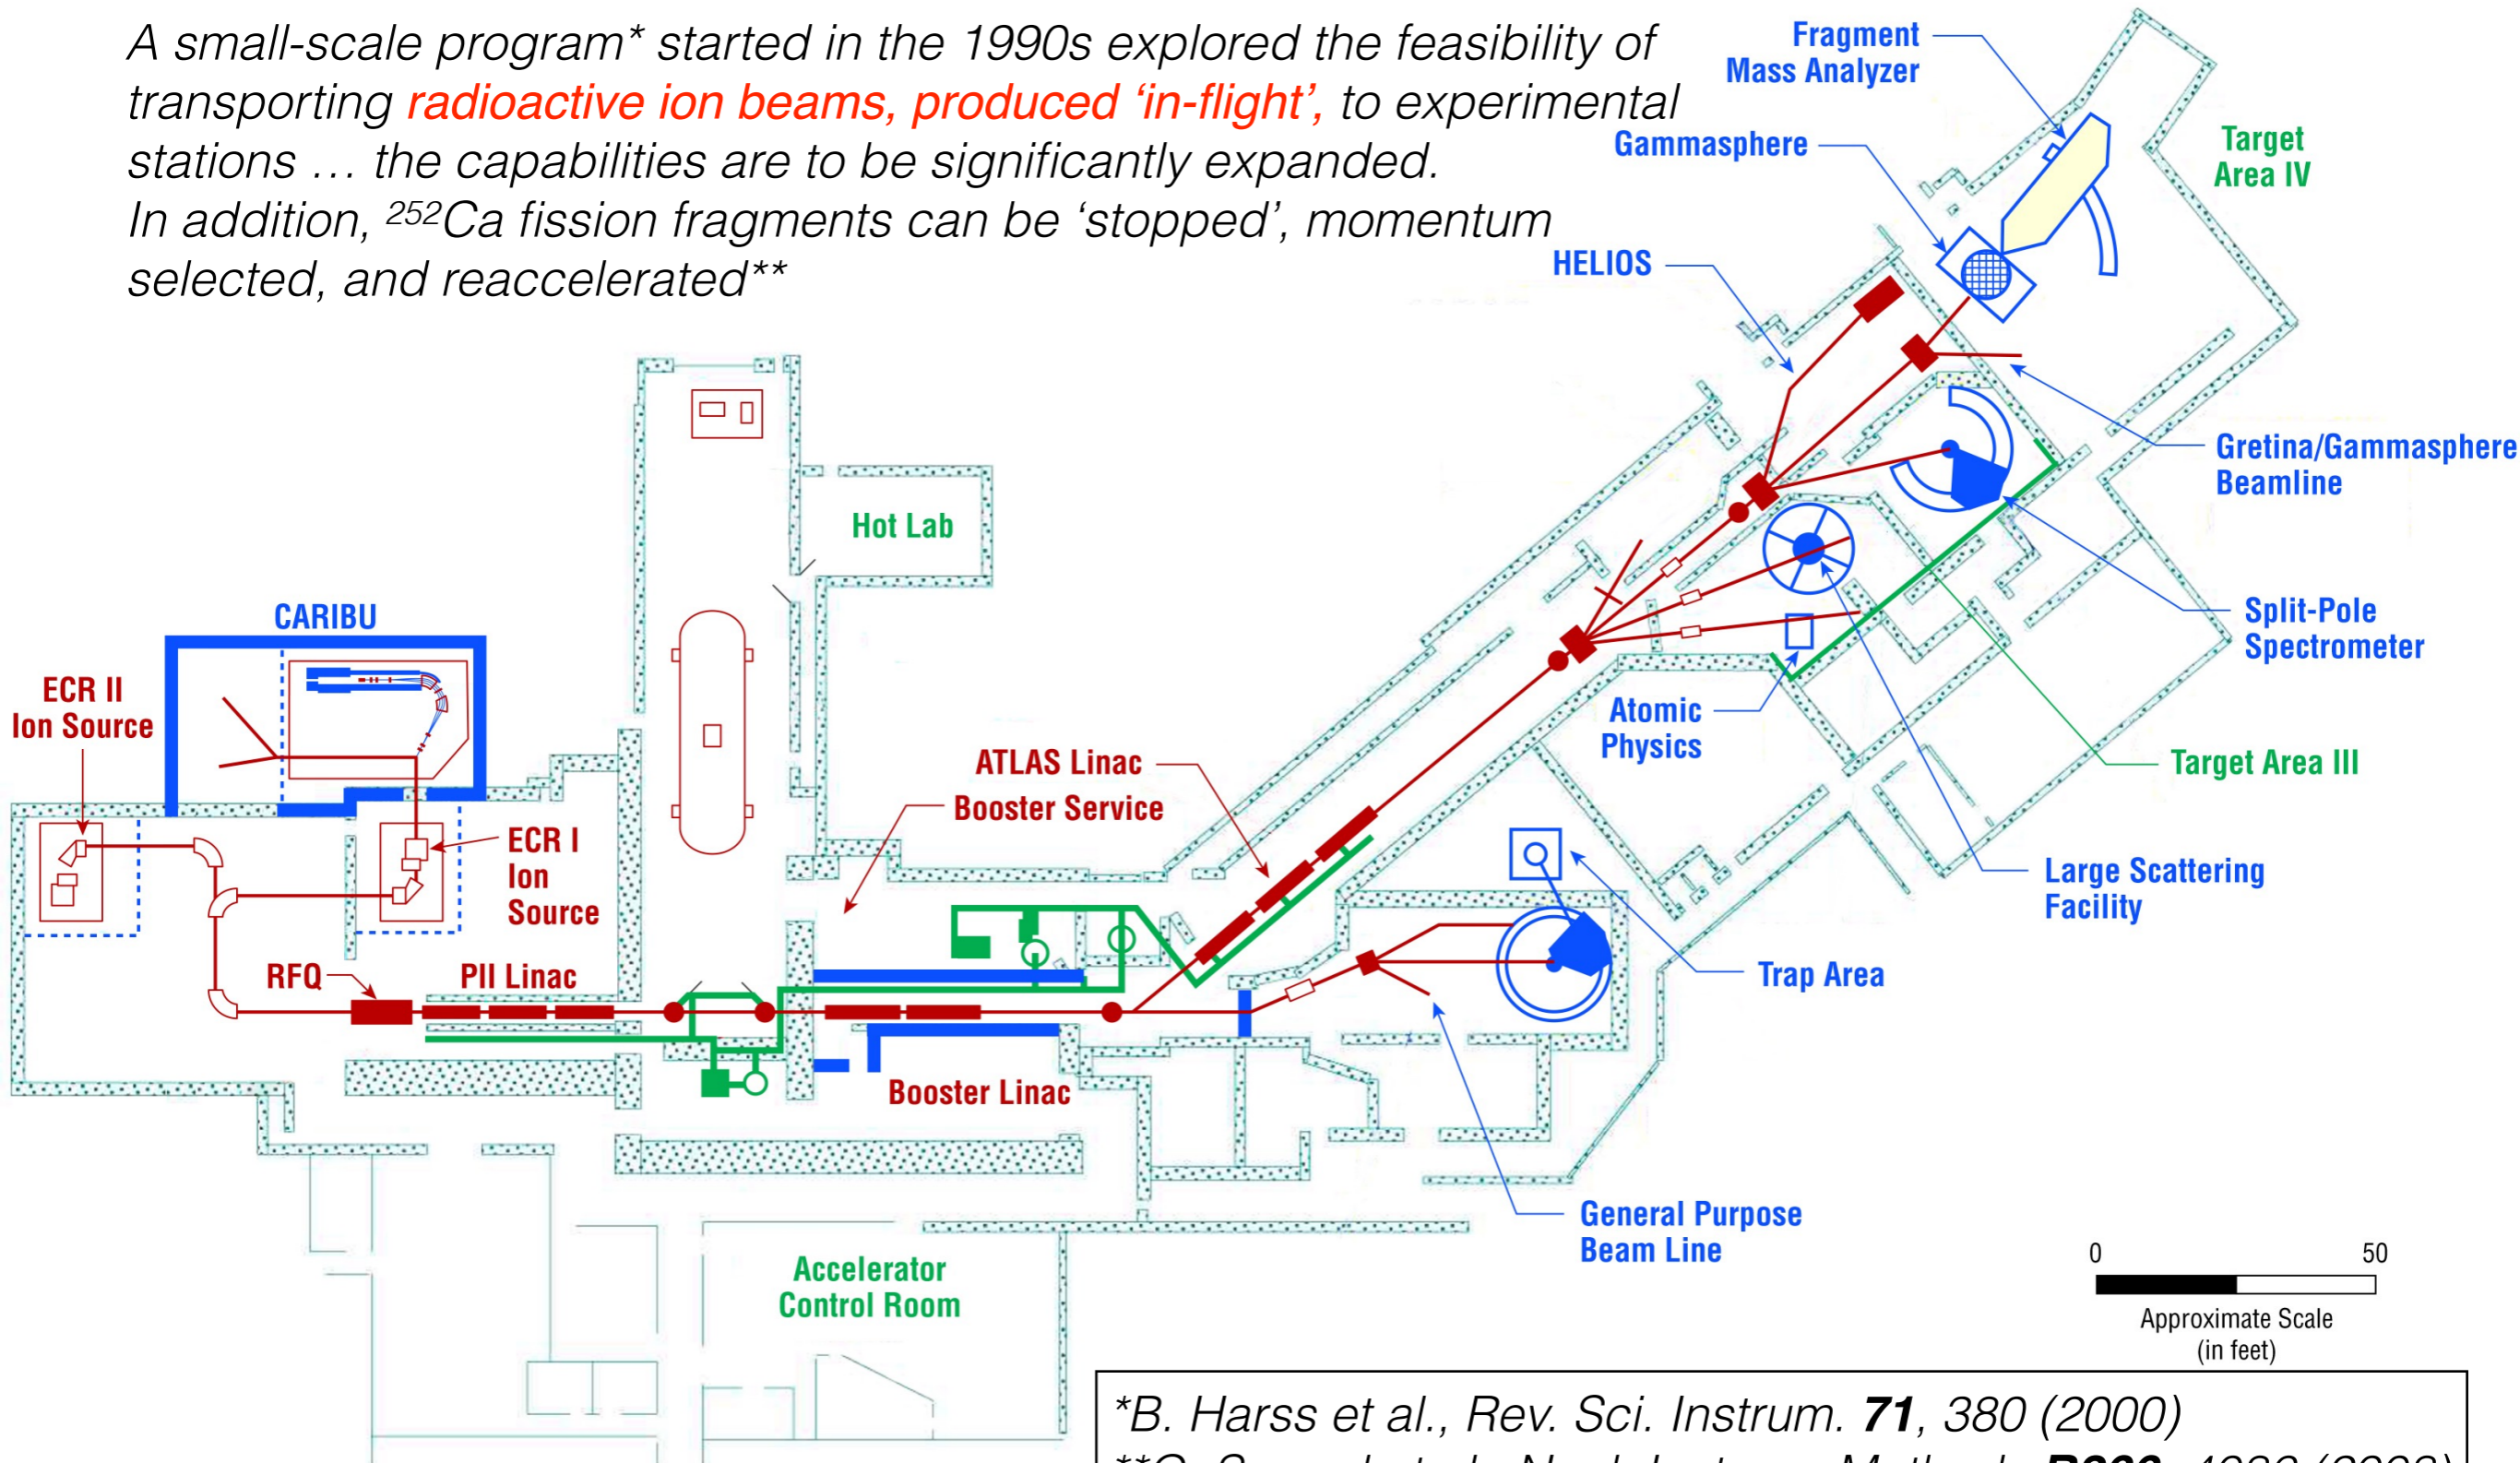 A small-scale program* started in the 1990s explored the feasibility of
transporting radioactive ion beams, produced ‘in-flight’, to experimental
stations … the capabilities are to be significantly expanded.
In addition, ²⁵²Ca fission fragments can be ‘stopped’, momentum
selected, and reaccelerated**
Fragment
Mass Analyzer
Gammasphere
Target
Area IV
HELIOS
Gretina/Gammasphere
Beamline
Hot Lab
Split-Pole
Spectrometer
CARIBU
ECR II
Ion Source
Atomic
Physics
ATLAS Linac
Target Area III
Booster Service
ECR I
Ion
Source
Large Scattering
Facility
RFQ
PII Linac
Trap Area
Booster Linac
General Purpose
Beam Line
Accelerator
Control Room
0 50
Approximate Scale
(in feet)
*B. Harss et al., Rev. Sci. Instrum. 71, 380 (2000)